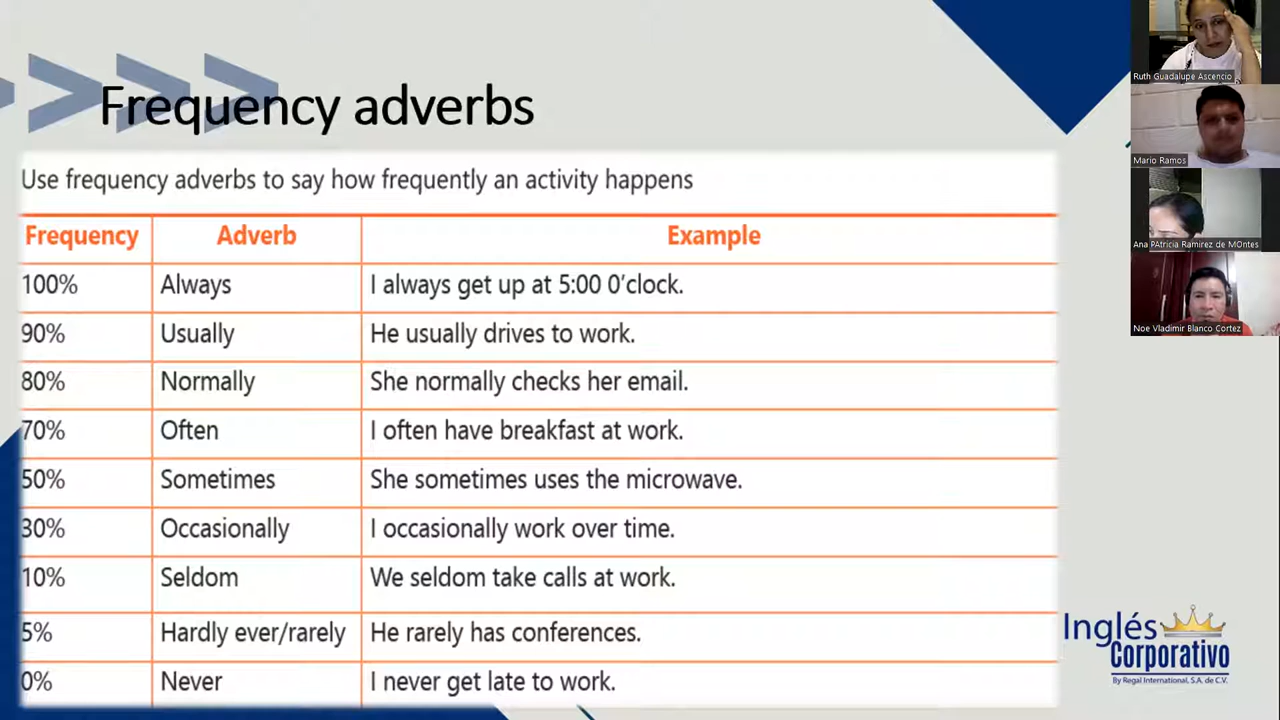 Frequency adverbs
Use frequency adverbs to say how frequently an activity happens
Frequency Adverb Example
100% Always I always get up at 5:00 0'clock.
90% Usually He usually drives to work.
80% Normally She normally checks her email.
70% Often I often have breakfast at work.
50% Sometimes She sometimes uses the microwave.
30% Occasionally I occasionally work over time.
10% Seldom We seldom take calls at work.
5% Hardly ever/rarely He rarely has conferences.
0% Never I never get late to work.
Ruth Guadalupe Ascencio
Mario Ramos
Ana PAtricia Ramirez de MOntes
Noe Vladimir Blanco Cortez
Inglés
Corporativo
By Regal International, S.A. de C.V.